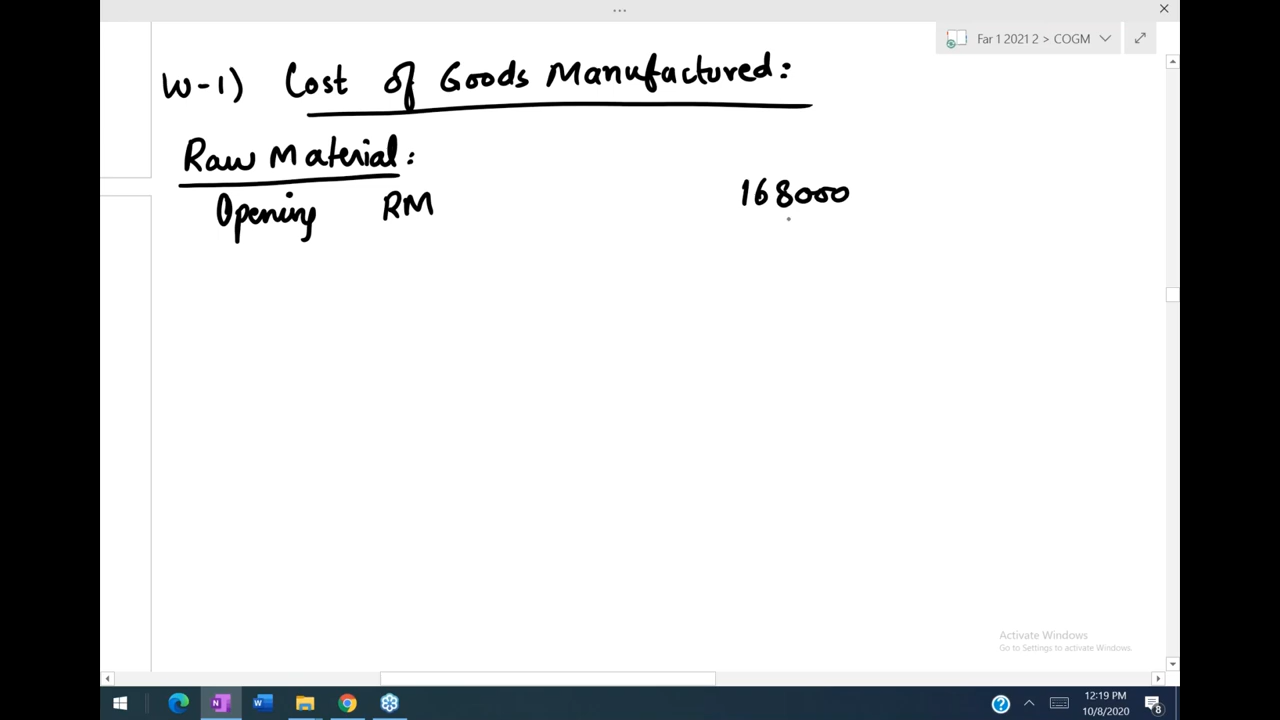 ...
Far 1 2021 2 > COGM
W-1) Cost of Goods Manufactured:
Raw Material:
Opening RM 168000
Activate Windows
Go to Settings to activate Windows.
12:19 PM
10/8/2020
8